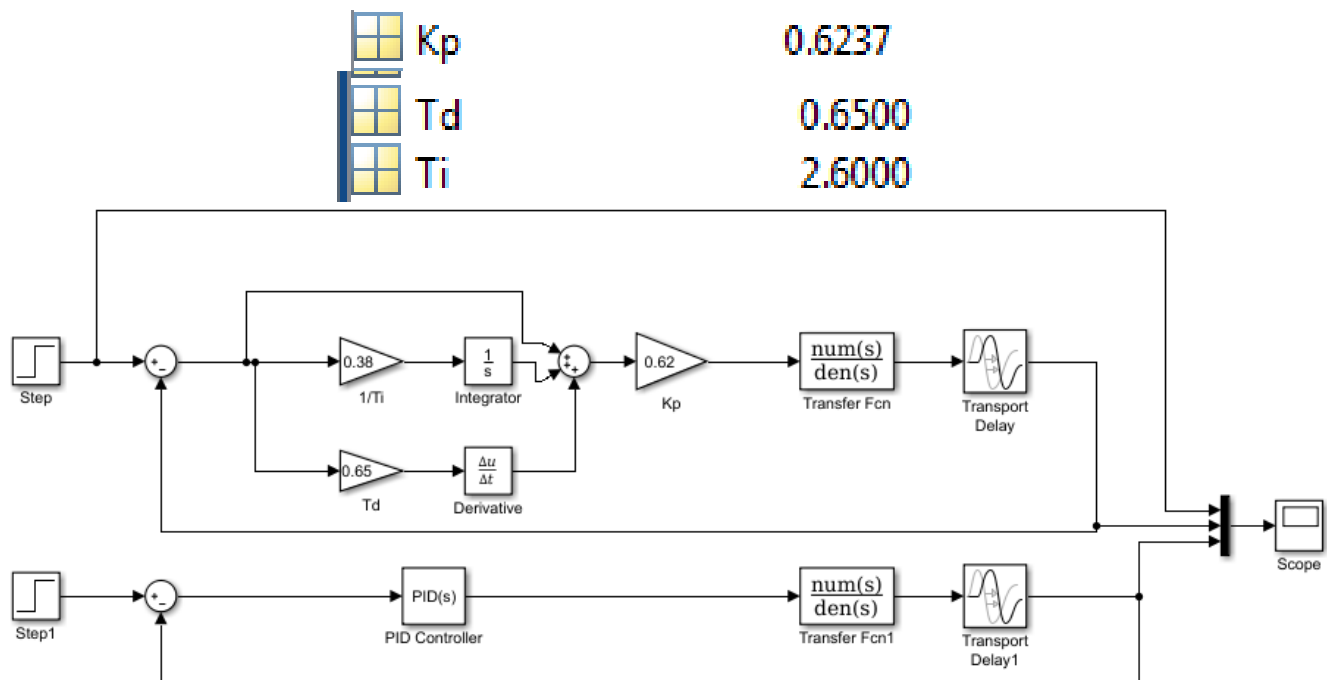 Kp 0.6237
Td 0.6500
Ti 2.6000
Step
0.38
1/Ti
1
s
Integrator
0.62
Kp
num(s)
den(s)
Transfer Fcn
Transport
Delay
0.65
Td
Δu
Δt
Derivative
Scope
Step1
PID(s)
PID Controller
num(s)
den(s)
Transfer Fcn1
Transport
Delay1